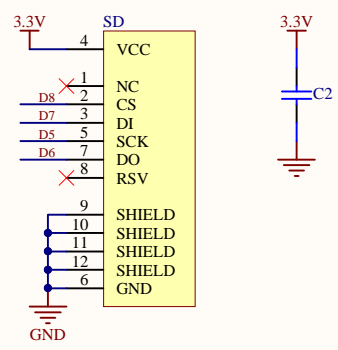 3.3V
SD
3.3V
4 VCC
1 NC
D8 2 CS
D7 3 DI
D5 5 SCK
D6 7 DO
8 RSV
C2
9 SHIELD
10 SHIELD
11 SHIELD
12 SHIELD
6 GND
GND